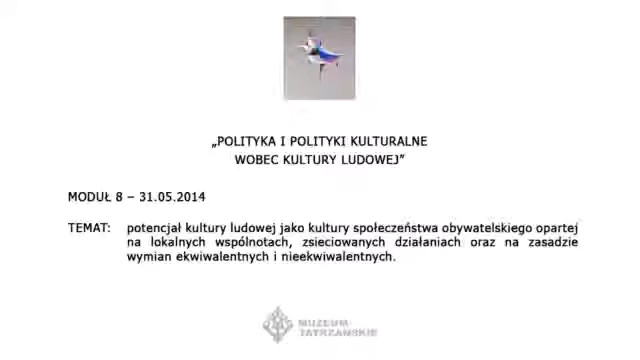 „POLITYKA I POLITYKI KULTURALNE
WOBEC KULTURY LUDOWEJ”
MODUŁ 8 – 31.05.2014
TEMAT: potencjał kultury ludowej jako kultury społeczeństwa obywatelskiego opartej
na lokalnych wspólnotach, zsieciowanych działaniach oraz na zasadzie
wymian ekwiwalentnych i nieekwiwalentnych.
MUZEUM
TATRZAŃSKIE